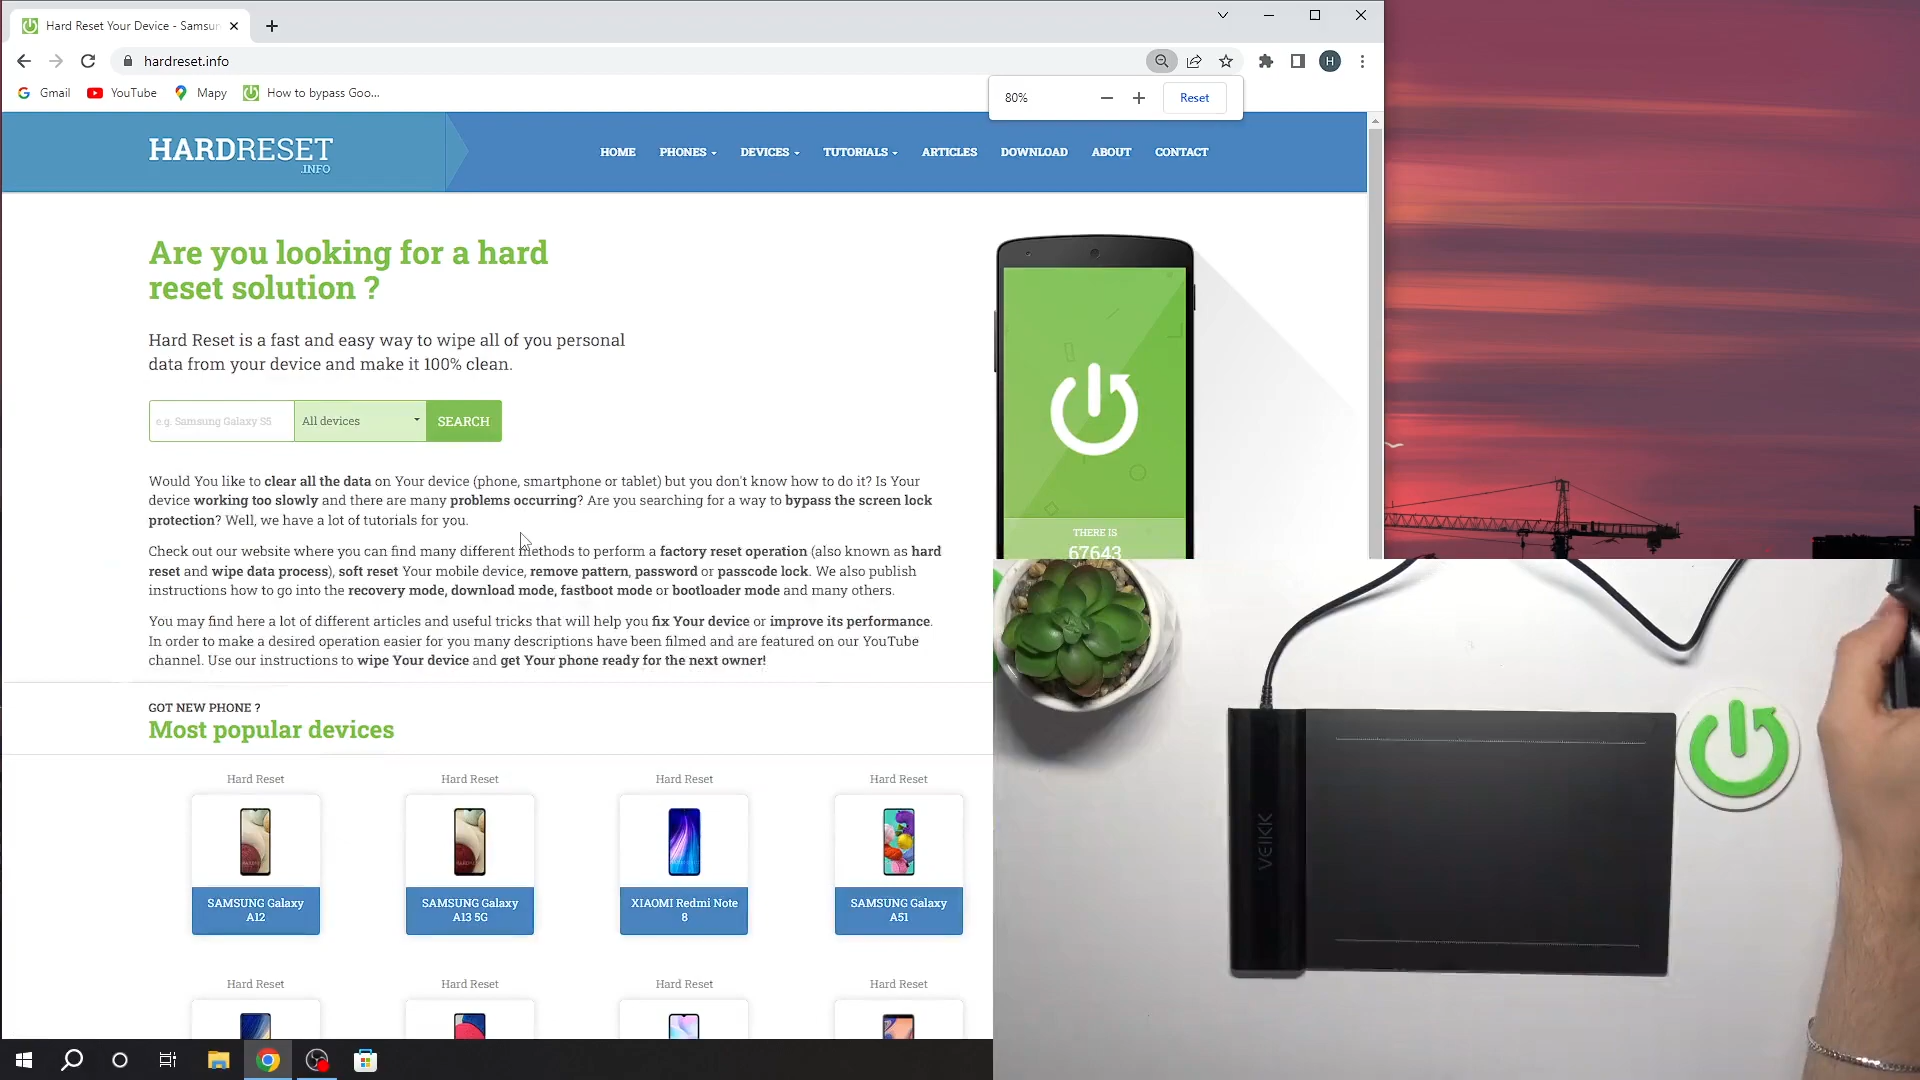 Hard Reset Your Device - Samsu
hardreset.info
Gmail
YouTube
Mapy
How to bypass Goo...
80%
Reset
HARDRESET
.INFO
HOME
PHONES
DEVICES
TUTORIALS
ARTICLES
DOWNLOAD
ABOUT
CONTACT
Are you looking for a hard
reset solution ?
Hard Reset is a fast and easy way to wipe all of you personal
data from your device and make it 100% clean.
e.g. Samsung Galaxy S5
All devices
SEARCH
Would You like to clear all the data on Your device (phone, smartphone or tablet) but you don't know how to do it? Is Your
device working too slowly and there are many problems occurring? Are you searching for a way to bypass the screen lock
protection? Well, we have a lot of tutorials for you.
Check out our website where you can find many different methods to perform a factory reset operation (also known as hard
reset and wipe data process), soft reset Your mobile device, remove pattern, password or passcode lock. We also publish
instructions how to go into the recovery mode, download mode, fastboot mode or bootloader mode and many others.
You may find here a lot of different articles and useful tricks that will help you fix Your device or improve its performance.
In order to make a desired operation easier for you many descriptions have been filmed and are featured on our YouTube
channel. Use our instructions to wipe Your device and get Your phone ready for the next owner!
THERE IS
67643
GOT NEW PHONE ?
Most popular devices
Hard Reset
Hard Reset
Hard Reset
Hard Reset
SAMSUNG Galaxy
A12
SAMSUNG Galaxy
A13 5G
XIAOMI Redmi Note
8
SAMSUNG Galaxy
A51
Hard Reset
Hard Reset
Hard Reset
Hard Reset
H
VEIKK